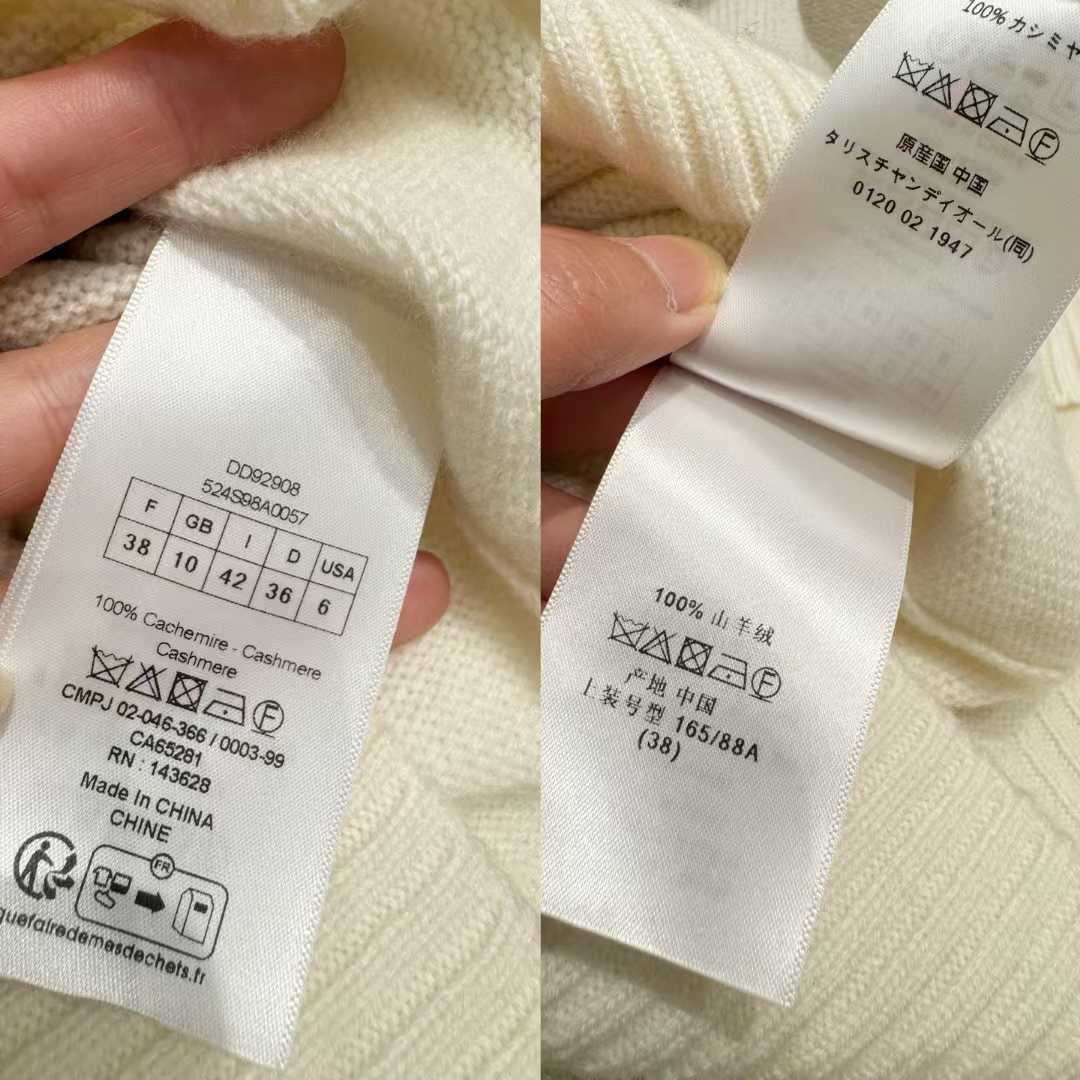 DD92908
524S98A0057
F GB I D USA
38 10 42 36 6
100% Cachemire - Cashmere
Cashmere
F
CMPJ 02-046-366 / 0003-99
CA65281
RN : 143628
Made In CHINA
CHINE
FR
quefairedemesdechets.fr
100% カシミヤ
F
原産国 中国
タリスチャンディオール(同)
0120 02 1947
100% 山羊绒
F
产地 中国
上装号型 165/88A
(38)